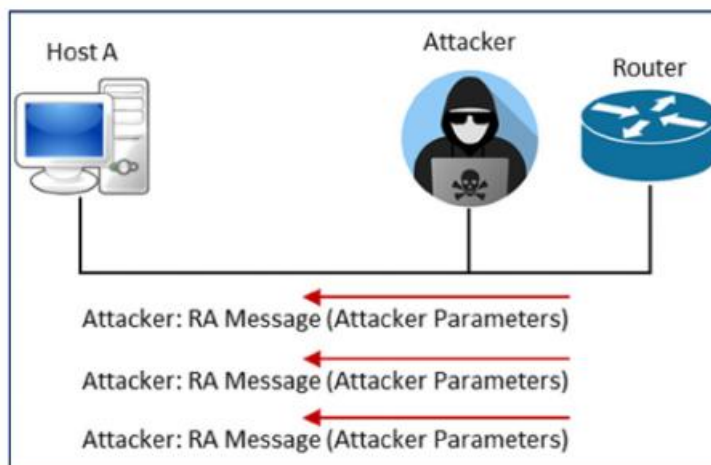 Host A
Attacker
Router
Attacker: RA Message (Attacker Parameters)
Attacker: RA Message (Attacker Parameters)
Attacker: RA Message (Attacker Parameters)